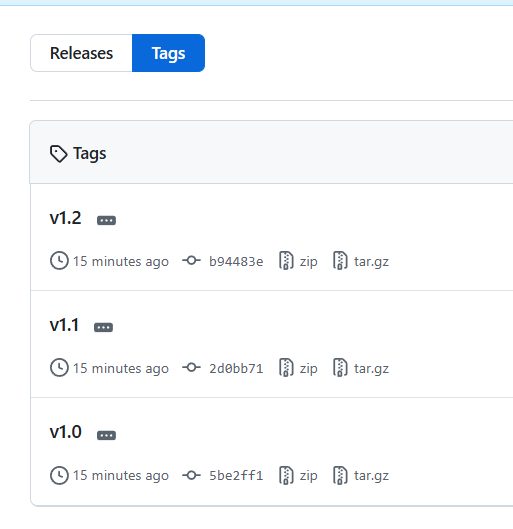 Releases Tags
Tags
v1.2
15 minutes ago b94483e zip tar.gz
v1.1
15 minutes ago 2d0bb71 zip tar.gz
v1.0
15 minutes ago 5be2ff1 zip tar.gz